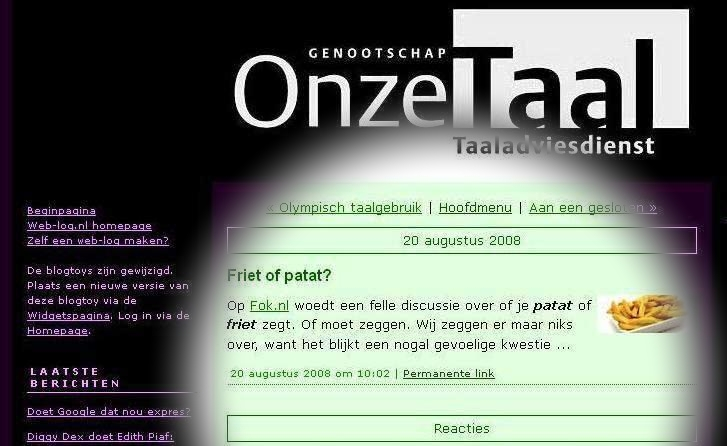 GENOOTSCHAP
OnzeTaal
Taaladviesdienst
« Olympisch taalgebruik | Hoofdmenu | Aan een gesloten »
20 augustus 2008
Friet of patat?
Op Fok.nl woedt een felle discussie over of je patat of
friet zegt. Of moet zeggen. Wij zeggen er maar niks
over, want het blijkt een nogal gevoelige kwestie ...
20 augustus 2008 om 10:02 | Permanente link
Reacties
Beginpagina
Web-log.nl homepage
Zelf een web-log maken?
De blogtoys zijn gewijzigd.
Plaats een nieuwe versie van
deze blogtoy via de
Widgetspagina. Log in via de
Homepage.
LAATSTE
BERICHTEN
Doet Google dat nou expres?
Diggy Dex doet Edith Piaf: